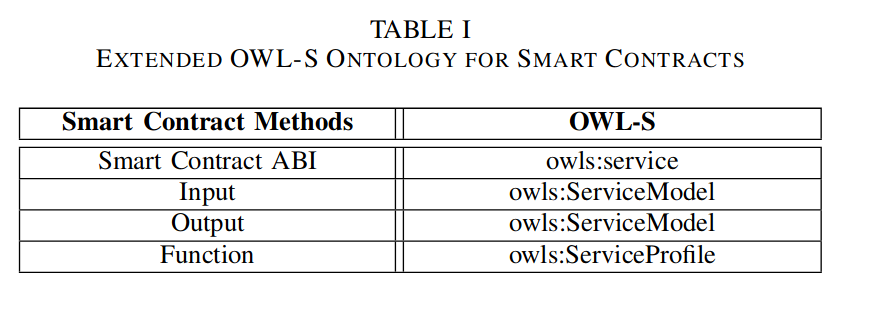 TABLE I
EXTENDED OWL-S ONTOLOGY FOR SMART CONTRACTS
Smart Contract Methods OWL-S
Smart Contract ABI owls:service
Input owls:ServiceModel
Output owls:ServiceModel
Function owls:ServiceProfile